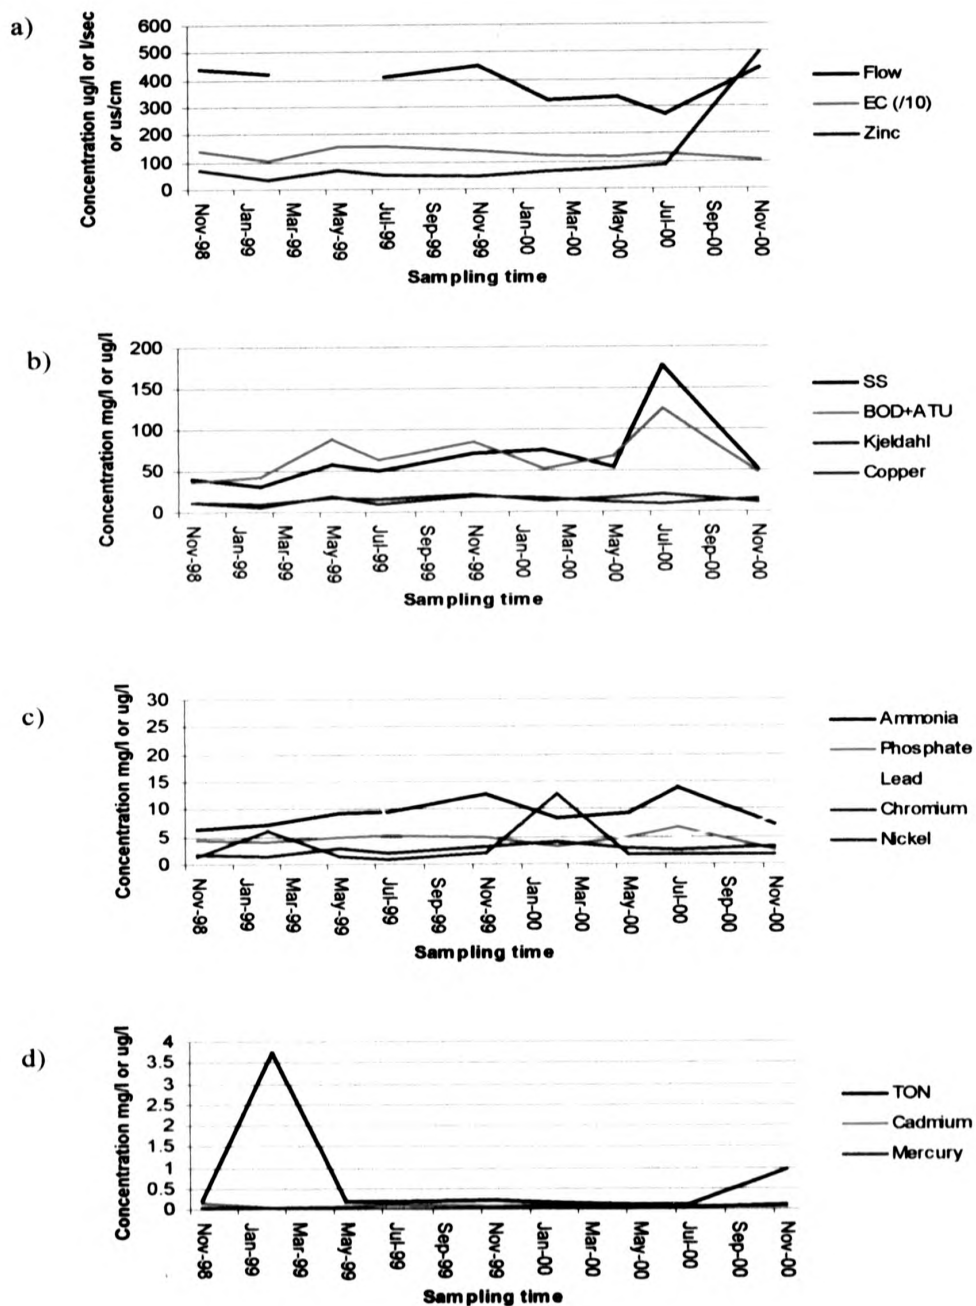 a)
Concentration ug/l or l/sec
or us/cm
600
500
400
300
200
100
0
Nov-98
Jan-99
Mar-99
May-99
Jul-99
Sep-99
Nov-99
Jan-00
Mar-00
May-00
Jul-00
Sep-00
Nov-00
Sampling time
Flow
EC (/10)
Zinc
b)
Concentration mg/l or ug/l
200
150
100
50
0
Nov-98
Jan-99
Mar-99
May-99
Jul-99
Sep-99
Nov-99
Jan-00
Mar-00
May-00
Jul-00
Sep-00
Nov-00
Sampling time
SS
BOD+ATU
Kjeldahl
Copper
c)
Concentration mg/l or ug/l
30
25
20
15
10
5
0
Nov-98
Jan-99
Mar-99
May-99
Jul-99
Sep-99
Nov-99
Jan-00
Mar-00
May-00
Jul-00
Sep-00
Nov-00
Sampling time
Ammonia
Phosphate
Lead
Chromium
Nickel
d)
Concentration mg/l or ug/l
4
3.5
3
2.5
2
1.5
1
0.5
0
Nov-98
Jan-99
Mar-99
May-99
Jul-99
Sep-99
Nov-99
Jan-00
Mar-00
May-00
Jul-00
Sep-00
Nov-00
Sampling time
TON
Cadmium
Mercury